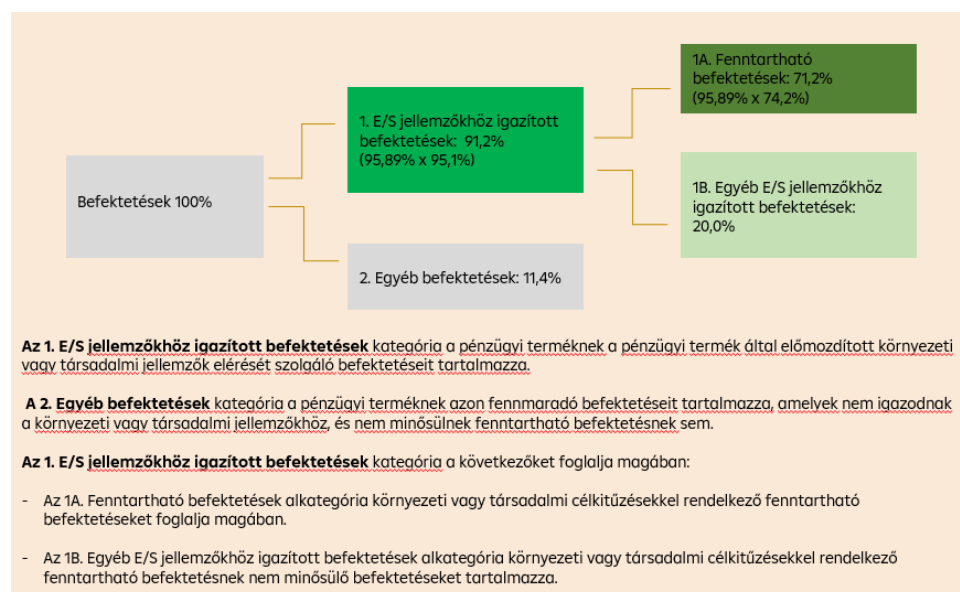 1A. Fenntartható
befektetések: 71,2%
(95,89% x 74,2%)
1. E/S jellemzőkhöz igazított
befektetések:  91,2%
(95,89% x 95,1%)
Befektetések 100%
1B. Egyéb E/S jellemzőkhöz
igazított befektetések:
20,0%
2. Egyéb befektetések: 11,4%
Az 1. E/S jellemzőkhöz igazított befektetések kategória a pénzügyi terméknek a pénzügyi termék által előmozdított környezeti
vagy társadalmi jellemzők elérését szolgáló befektetéseit tartalmazza.
A 2. Egyéb befektetések kategória a pénzügyi terméknek azon fennmaradó befektetéseit tartalmazza, amelyek nem igazodnak
a környezeti vagy társadalmi jellemzőkhöz, és nem minősülnek fenntartható befektetésnek sem.
Az 1. E/S jellemzőkhöz igazított befektetések kategória a következőket foglalja magában:
- Az 1A. Fenntartható befektetések alkategória környezeti vagy társadalmi célkitűzésekkel rendelkező fenntartható
befektetéseket foglalja magában.
- Az 1B. Egyéb E/S jellemzőkhöz igazított befektetések alkategória környezeti vagy társadalmi célkitűzésekkel rendelkező
fenntartható befektetésnek nem minősülő befektetéseket tartalmazza.